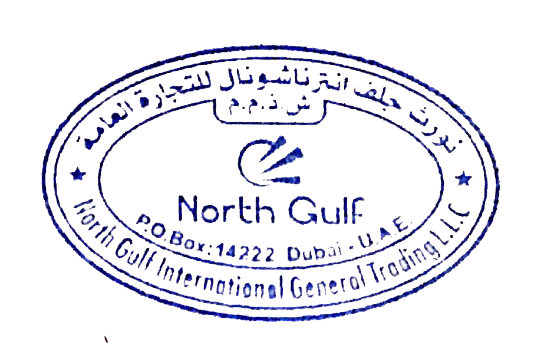 نورث جلف انترناشونال للتجارة العامة
ش.ذ.م.م
North Gulf
P.O.Box:14222 Dubai - U.A.E.
North Gulf International General Trading L.L.C